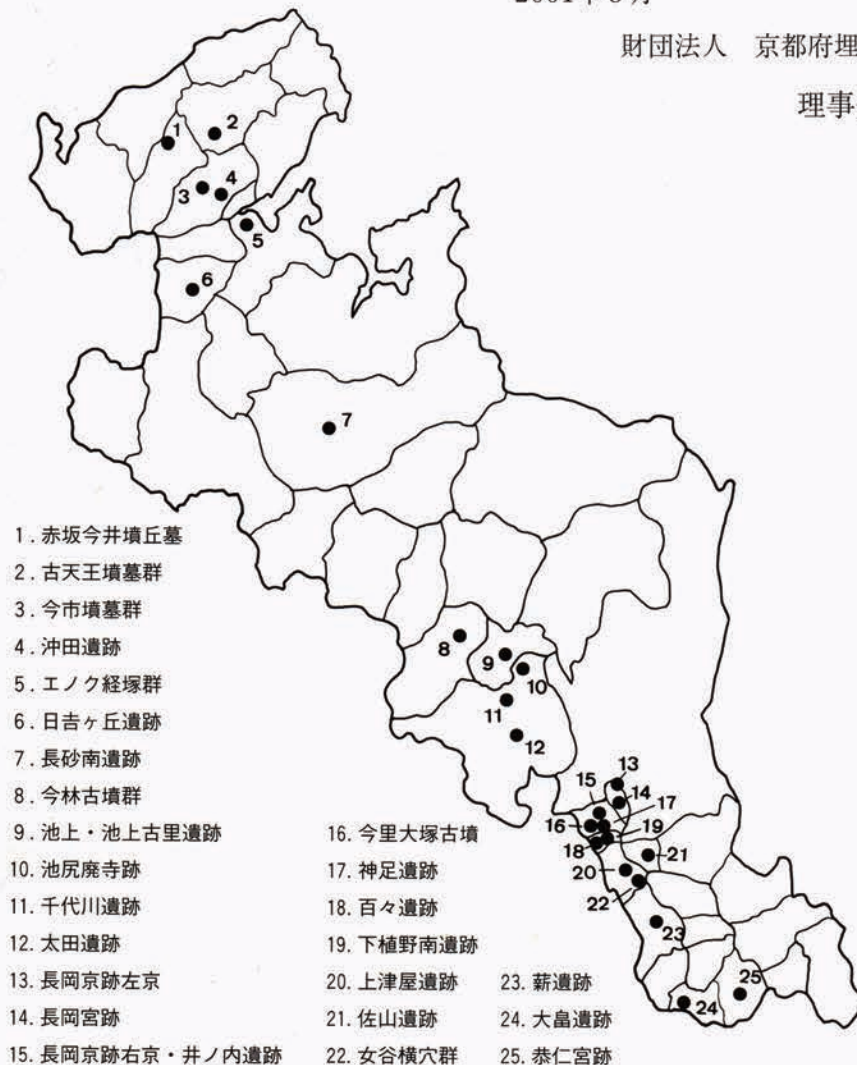 2001年3月
財団法人 京都府埋
理事
1
2
3
4
5
6
7
8
9
10
11
12
13
15
14
17
16
19
18
21
20
22
23
25
24
1.赤坂今井墳丘墓
2.古天王墳墓群
3.今市墳墓群
4.沖田遺跡
5.エノク経塚群
6.日吉ヶ丘遺跡
7.長砂南遺跡
8.今林古墳群
9.池上・池上古里遺跡
10.池尻廃寺跡
11.千代川遺跡
12.太田遺跡
13.長岡京跡左京
14.長岡宮跡
15.長岡京跡右京・井ノ内遺跡
16.今里大塚古墳
17.神足遺跡
18.百々遺跡
19.下植野南遺跡
20.上津屋遺跡
21.佐山遺跡
22.女谷横穴群
23.薪遺跡
24.大畠遺跡
25.恭仁宮跡